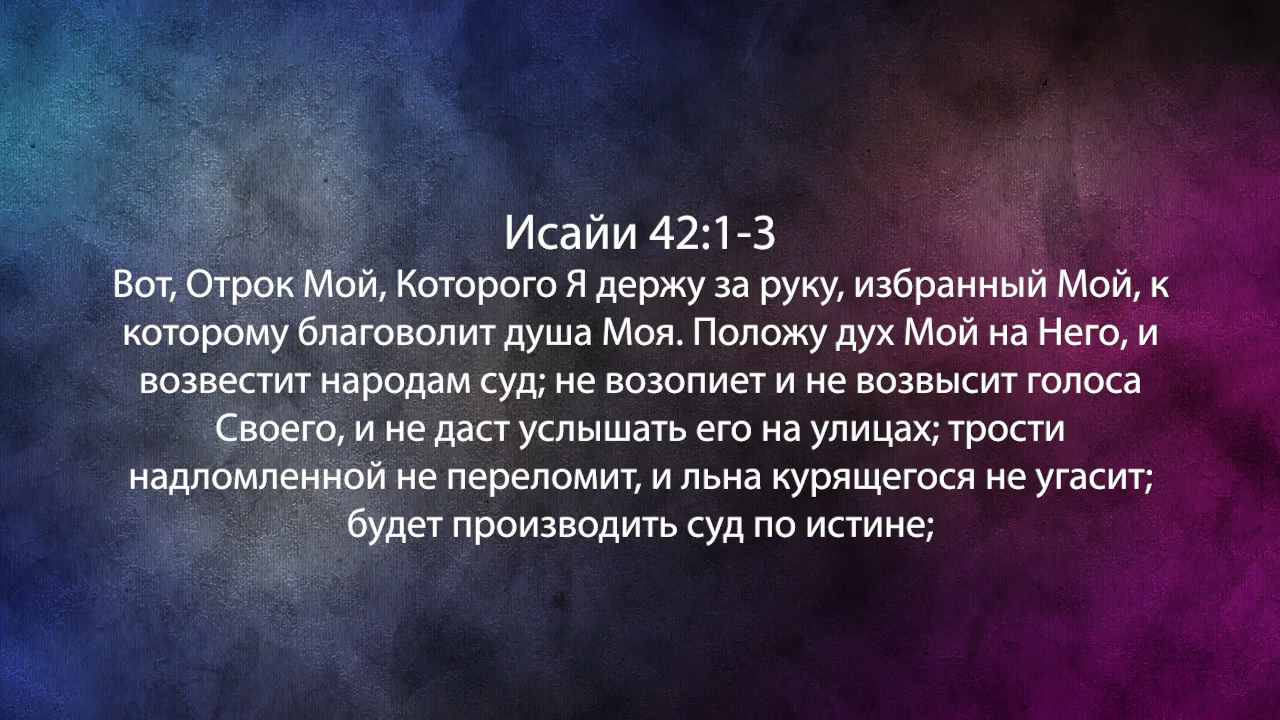 Исайи 42:1-3
Вот, Отрок Мой, Которого Я держу за руку, избранный Мой, к
которому благоволит душа Моя. Положу дух Мой на Него, и
возвестит народам суд; не возопиет и не возвысит голоса
Своего, и не даст услышать его на улицах; трости
надломленной не переломит, и льна курящегося не угасит;
будет производить суд по истине;